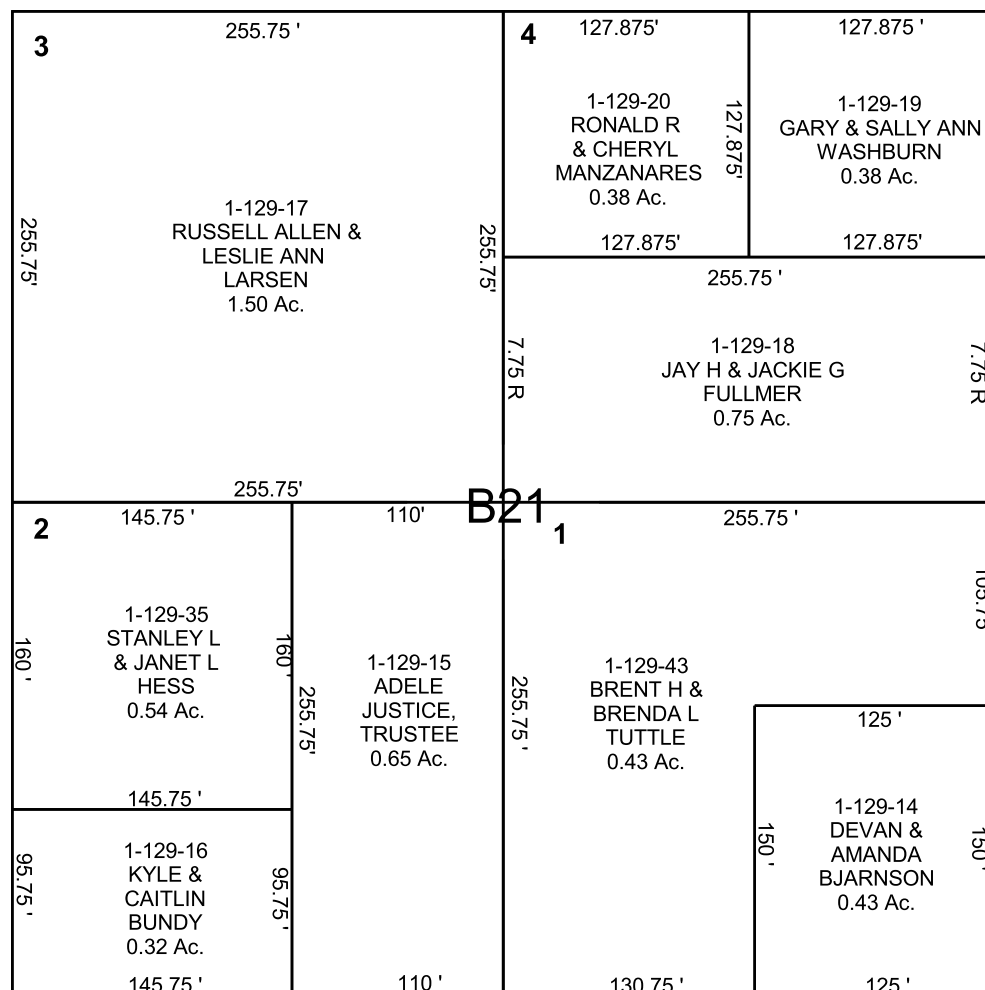 3
255.75 '
255.75'
1-129-17
RUSSELL ALLEN &
LESLIE ANN
LARSEN
1.50 Ac.
255.75'
255.75'
4
127.875'
1-129-20
RONALD R
& CHERYL
MANZANARES
0.38 Ac.
127.875'
127.875'
127.875 '
1-129-19
GARY & SALLY ANN
WASHBURN
0.38 Ac.
127.875'
255.75 '
7.75 R
1-129-18
JAY H & JACKIE G
FULLMER
0.75 Ac.
7.75 R
B21
2
145.75 '
160 '
1-129-35
STANLEY L
& JANET L
HESS
0.54 Ac.
160 '
145.75 '
95.75 '
1-129-16
KYLE &
CAITLIN
BUNDY
0.32 Ac.
95.75 '
145.75 '
110'
255.75'
1-129-15
ADELE
JUSTICE,
TRUSTEE
0.65 Ac.
110 '
1
255.75 '
105.75
255.75 '
1-129-43
BRENT H &
BRENDA L
TUTTLE
0.43 Ac.
130.75 '
125 '
150 '
1-129-14
DEVAN &
AMANDA
BJARNSON
0.43 Ac.
150 '
125 '